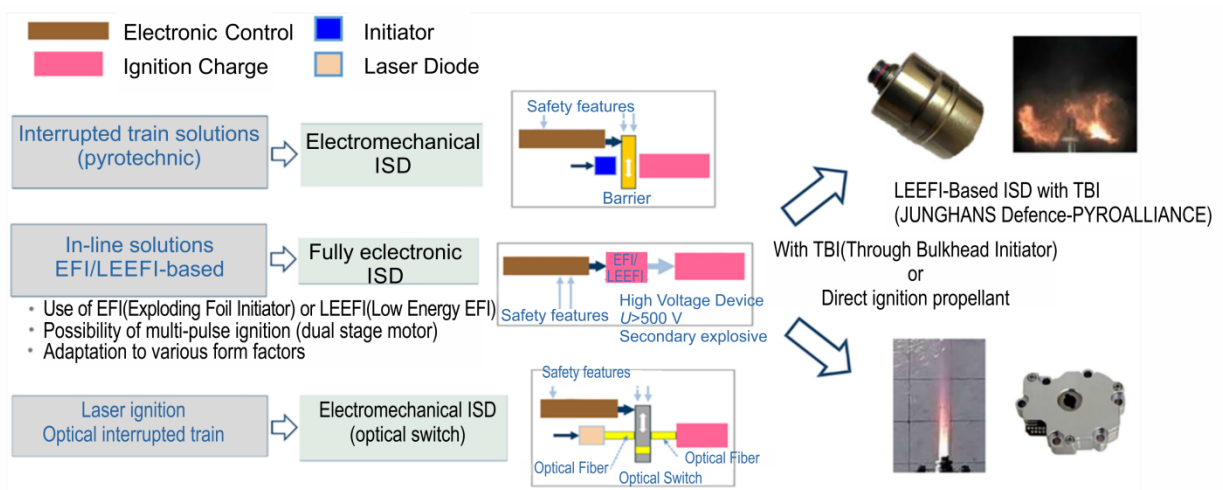 Electronic Control
Initiator
Ignition Charge
Laser Diode
Interrupted train solutions
(pyrotechnic)
Electromechanical
ISD
Safety features
Barrier
In-line solutions
EFI/LEEFI-based
Fully eclectronic
ISD
EFI/
LEEFI
Safety features
High Voltage Device
U>500 V
Secondary explosive
• Use of EFI(Exploding Foil Initiator) or LEEFI(Low Energy EFI)
• Possibility of multi-pulse ignition (dual stage motor)
• Adaptation to various form factors
Laser ignition
Optical interrupted train
Electromechanical ISD
(optical switch)
Safety features
Optical Fiber
Optical Switch
Optical Fiber
LEEFI-Based ISD with TBI
(JUNGHANS Defence-PYROALLIANCE)
With TBI(Through Bulkhead Initiator)
or
Direct ignition propellant